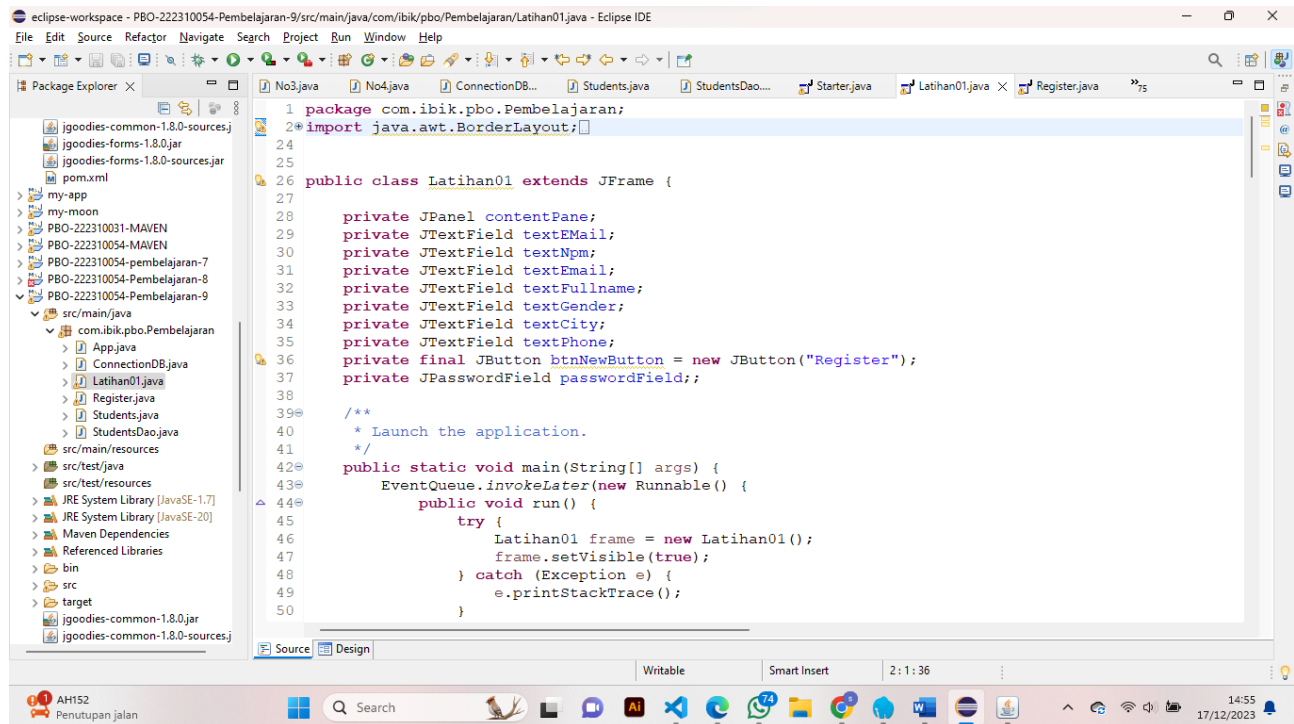 eclipse-workspace - PBO-222310054-Pembelajaran-9/src/main/java/com/ibik/pbo/Pembelajaran/Latihan01.java - Eclipse IDE
File Edit Source Refactor Navigate Search Project Run Window Help
Package Explorer
No3.java No4.java ConnectionDB... Students.java StudentsDao.... Starter.java Latihan01.java Register.java 75
jgoodies-common-1.8.0-sources.j
jgoodies-forms-1.8.0.jar
jgoodies-forms-1.8.0-sources.jar
pom.xml
my-app
my-moon
PBO-222310031-MAVEN
PBO-222310054-MAVEN
PBO-222310054-pembelajaran-7
PBO-222310054-Pembelajaran-8
PBO-222310054-Pembelajaran-9
src/main/java
com.ibik.pbo.Pembelajaran
App.java
ConnectionDB.java
Latihan01.java
Register.java
Students.java
StudentsDao.java
src/main/resources
src/test/java
src/test/resources
JRE System Library [JavaSE-1.7]
JRE System Library [JavaSE-20]
Maven Dependencies
Referenced Libraries
bin
src
target
jgoodies-common-1.8.0.jar
jgoodies-common-1.8.0-sources.j
1 package com.ibik.pbo.Pembelajaran;
2 import java.awt.BorderLayout;
24
25
26 public class Latihan01 extends JFrame {
27
28 private JPanel contentPane;
29 private JTextField textEMail;
30 private JTextField textNpm;
31 private JTextField textEmail;
32 private JTextField textFullname;
33 private JTextField textGender;
34 private JTextField textCity;
35 private JTextField textPhone;
36 private final JButton btnNewButton = new JButton("Register");
37 private JPasswordField passwordField;;
38
39 /**
40 * Launch the application.
41 */
42 public static void main(String[] args) {
43 EventQueue.invokeLater(new Runnable() {
44 public void run() {
45 try {
46 Latihan01 frame = new Latihan01();
47 frame.setVisible(true);
48 } catch (Exception e) {
49 e.printStackTrace();
50 }
Source Design
Writable Smart Insert 2 : 1 : 36
1 AH152
Penutupan jalan
Search
Ai
74
14:55
17/12/2023